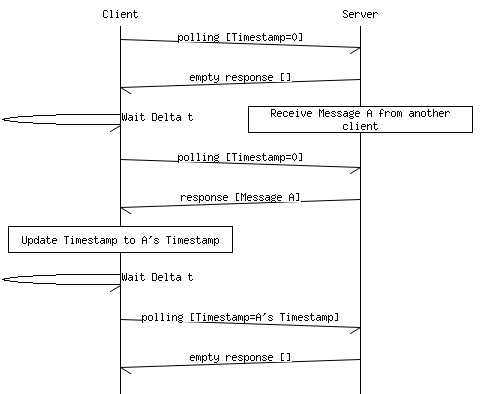 Client
Server
polling [Timestamp=0]
empty response []
Wait Delta t
Receive Message A from another
client
polling [Timestamp=0]
response [Message A]
Update Timestamp to A's Timestamp
Wait Delta t
polling [Timestamp=A's Timestamp]
empty response []